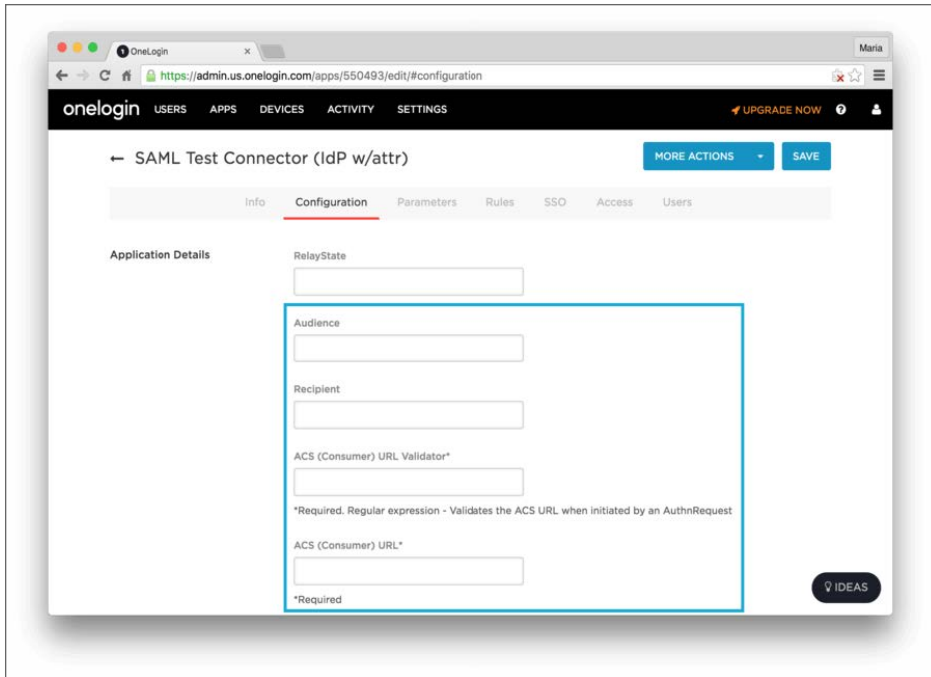 OneLogin
Maria
https://admin.us.onelogin.com/apps/550493/edit/#configuration
onelogin USERS APPS DEVICES ACTIVITY SETTINGS UPGRADE NOW
← SAML Test Connector (IdP w/attr) MORE ACTIONS SAVE
Info Configuration Parameters Rules SSO Access Users
Application Details
RelayState
Audience
Recipient
ACS (Consumer) URL Validator*
*Required. Regular expression - Validates the ACS URL when initiated by an AuthnRequest
ACS (Consumer) URL*
IDEAS
*Required